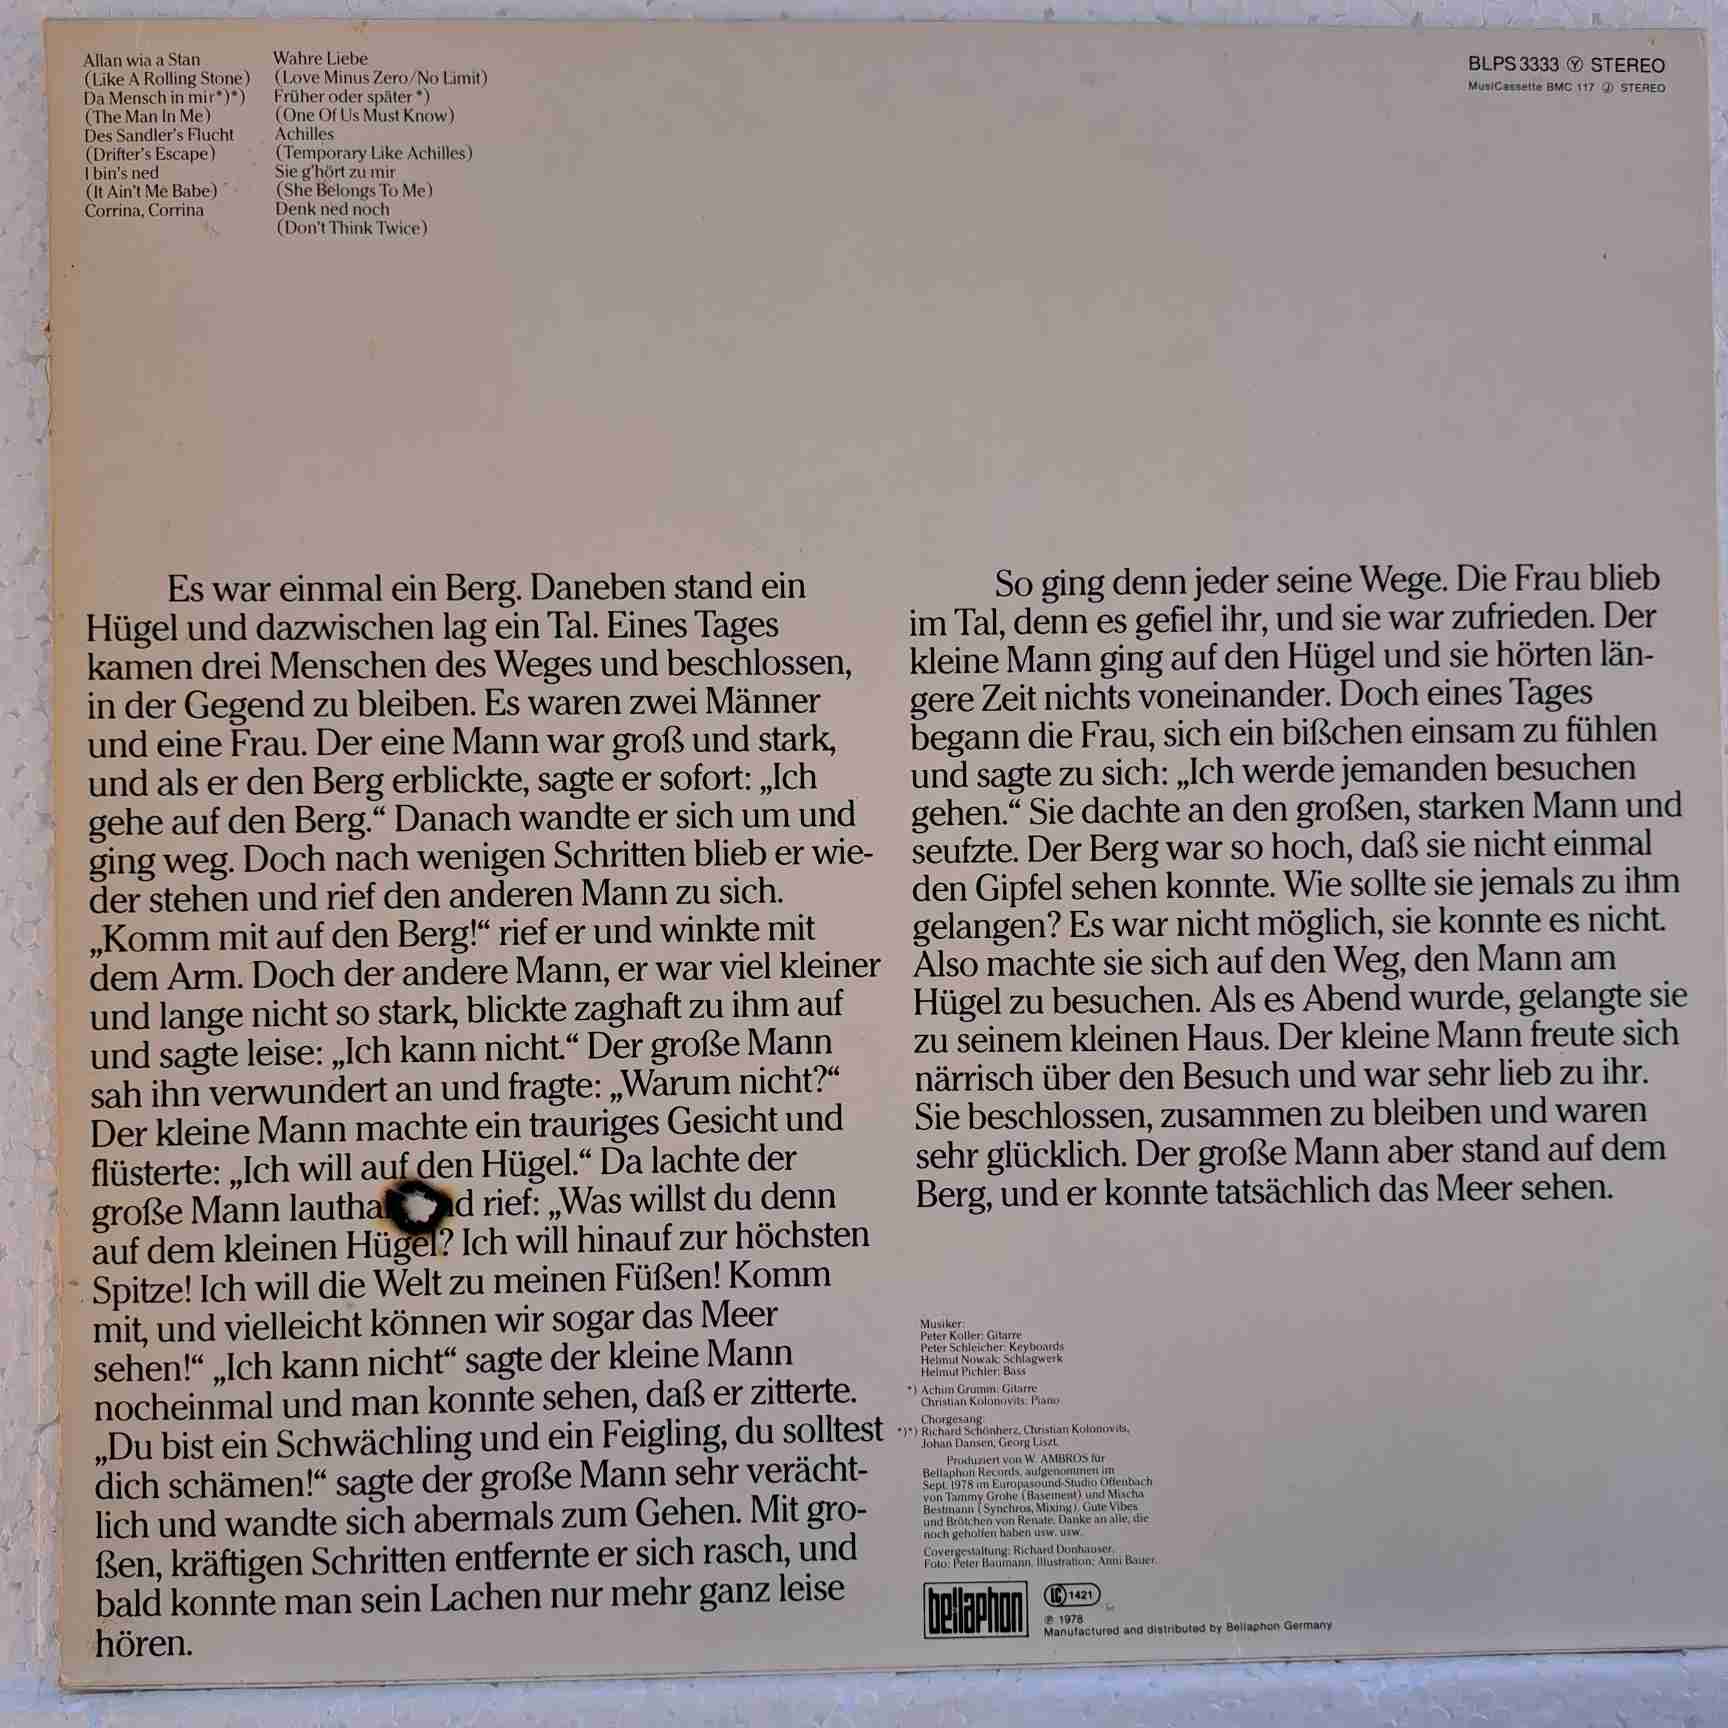 Allan wia a Stan
(Like A Rolling Stone)
Da Mensch in mir*)*)
(The Man In Me)
Des Sandler's Flucht
(Drifter's Escape)
I bin's ned
(It Ain't Me Babe)
Corrina, Corrina
Wahre Liebe
(Love Minus Zero/No Limit)
Früher oder später *)
(One Of Us Must Know)
Achilles
(Temporary Like Achilles)
Sie g'hört zu mir
(She Belongs To Me)
Denk ned noch
(Don't Think Twice)
BLPS 3333 Ⓨ STEREO
MusiCassette BMC 117 Ⓙ STEREO
Es war einmal ein Berg. Daneben stand ein
Hügel und dazwischen lag ein Tal. Eines Tages
kamen drei Menschen des Weges und beschlossen,
in der Gegend zu bleiben. Es waren zwei Männer
und eine Frau. Der eine Mann war groß und stark,
und als er den Berg erblickte, sagte er sofort: „Ich
gehe auf den Berg.“ Danach wandte er sich um und
ging weg. Doch nach wenigen Schritten blieb er wie-
der stehen und rief den anderen Mann zu sich.
„Komm mit auf den Berg!“ rief er und winkte mit
dem Arm. Doch der andere Mann, er war viel kleiner
und lange nicht so stark, blickte zaghaft zu ihm auf
und sagte leise: „Ich kann nicht.“ Der große Mann
sah ihn verwundert an und fragte: „Warum nicht?“
Der kleine Mann machte ein trauriges Gesicht und
flüsterte: „Ich will auf den Hügel.“ Da lachte der
große Mann rief: „Was willst du denn
auf dem kleinen Hügel? Ich will hinauf zur höchsten
Spitze! Ich will die Welt zu meinen Füßen! Komm
mit, und vielleicht können wir sogar das Meer
sehen!“ „Ich kann nicht“ sagte der kleine Mann
nocheinmal und man konnte sehen, daß er zitterte.
„Du bist ein Schwächling und ein Feigling, du solltest
dich schämen!“ sagte der große Mann sehr verächt-
lich und wandte sich abermals zum Gehen. Mit gro-
ßen, kräftigen Schritten entfernte er sich rasch, und
bald konnte man sein Lachen nur mehr ganz leise
hören.
So ging denn jeder seine Wege. Die Frau blieb
im Tal, denn es gefiel ihr, und sie war zufrieden. Der
kleine Mann ging auf den Hügel und sie hörten län-
gere Zeit nichts voneinander. Doch eines Tages
begann die Frau, sich ein bißchen einsam zu fühlen
und sagte zu sich: „Ich werde jemanden besuchen
gehen.“ Sie dachte an den großen, starken Mann und
seufzte. Der Berg war so hoch, daß sie nicht einmal
den Gipfel sehen konnte. Wie sollte sie jemals zu ihm
gelangen? Es war nicht möglich, sie konnte es nicht.
Also machte sie sich auf den Weg, den Mann am
Hügel zu besuchen. Als es Abend wurde, gelangte sie
zu seinem kleinen Haus. Der kleine Mann freute sich
närrisch über den Besuch und war sehr lieb zu ihr.
Sie beschlossen, zusammen zu bleiben und waren
sehr glücklich. Der große Mann aber stand auf dem
Berg, und er konnte tatsächlich das Meer sehen.
Musiker:
Peter Koller: Gitarre
Peter Schleicher: Keyboards
Helmut Nowak: Schlagwerk
Helmut Pichler: Bass
*) Achim Grumm: Gitarre
Christian Kolonovits: Piano
Chorgesang:
*)*) Richard Schönherz, Christian Kolonovits,
Johan Dansen, Georg Liszt.
Produziert von W. AMBROS für
Bellaphon Records, aufgenommen im
Sept. 1978 im Europasound-Studio Offenbach
von Tammy Grohe (Basement) und Mischa
Bestmann (Synchros, Mixing). Gute Vibes
und Brötchen von Renate. Danke an alle, die
noch geholfen haben usw. usw.
Covergestaltung: Richard Donhauser.
Foto: Peter Baumann, Illustration: Anni Bauer.
bellaphon
LC 1421
℗ 1978
Manufactured and distributed by Bellaphon Germany